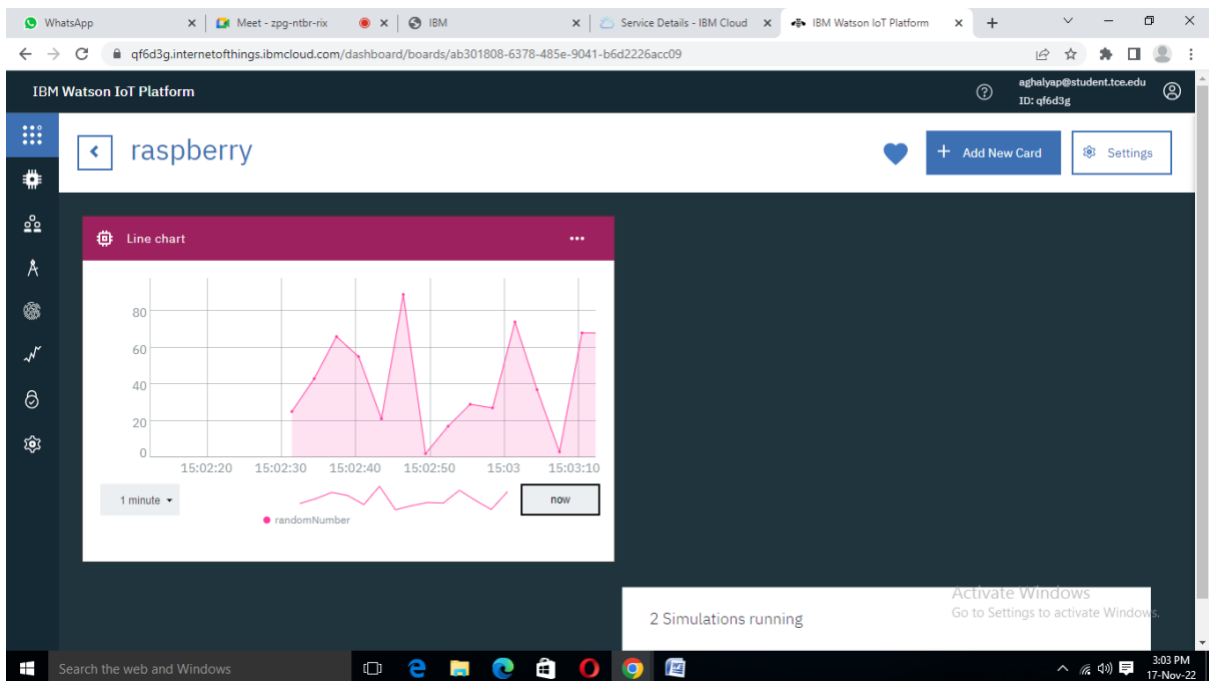 WhatsApp
Meet - zpg-ntbr-rix
IBM
Service Details - IBM Cloud
IBM Watson IoT Platform
qf6d3g.internetofthings.ibmcloud.com/dashboard/boards/ab301808-6378-485e-9041-b6d2226acc09
IBM Watson IoT Platform
aghalyap@student.tce.edu
ID: qf6d3g
raspberry
+ Add New Card
Settings
Line chart
80
60
40
20
0
15:02:20 15:02:30 15:02:40 15:02:50 15:03 15:03:10
1 minute
now
randomNumber
2 Simulations running
Activate Windows
Go to Settings to activate Windows.
Search the web and Windows
3:03 PM
17-Nov-22